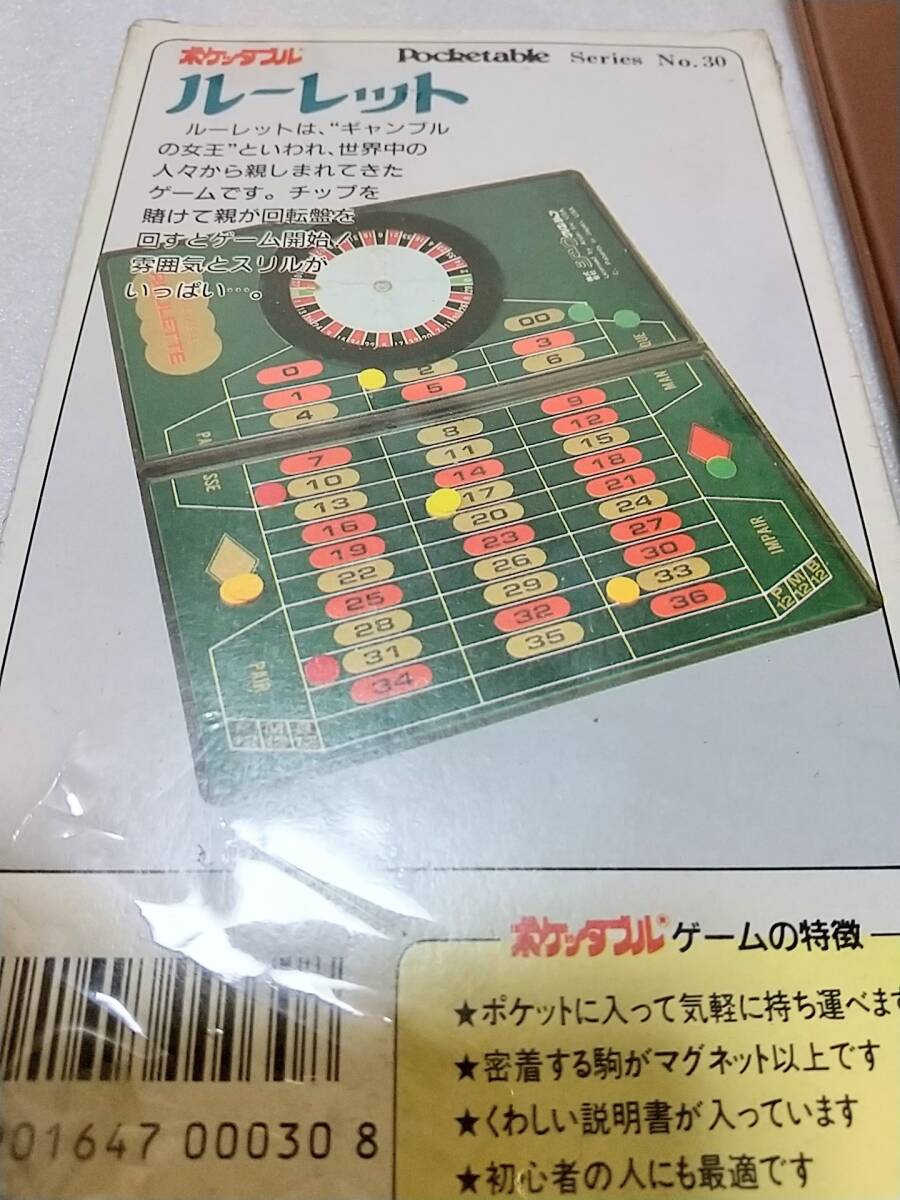 ポケッタブル
Pocketable Series No.30
ルーレット
ルーレットは、“ギャンブル
の女王”といわれ、世界中の
人々から親しまれてきた
ゲームです。チップを
賭けて親が回転盤を
回すとゲーム開始！
雰囲気とスリルが
いっぱい…。
ROULETTE
00
0 3
2 6
1 5
4 9
8 12
7 11 15
10 14 18
13 17 21
16 20 24
19 23 27
22 26 30
25 29 33
28 32 36
31 35
34
PA
SSE
MAN
QUE
PAIR
IMPAIR
12P 12M 12D
ポケッタブル®ゲームの特徴
★ポケットに入って気軽に持ち運べます
★密着する駒がマグネット以上です
★くわしい説明書が入っています
★初心者の人にも最適です
01647 00030 8